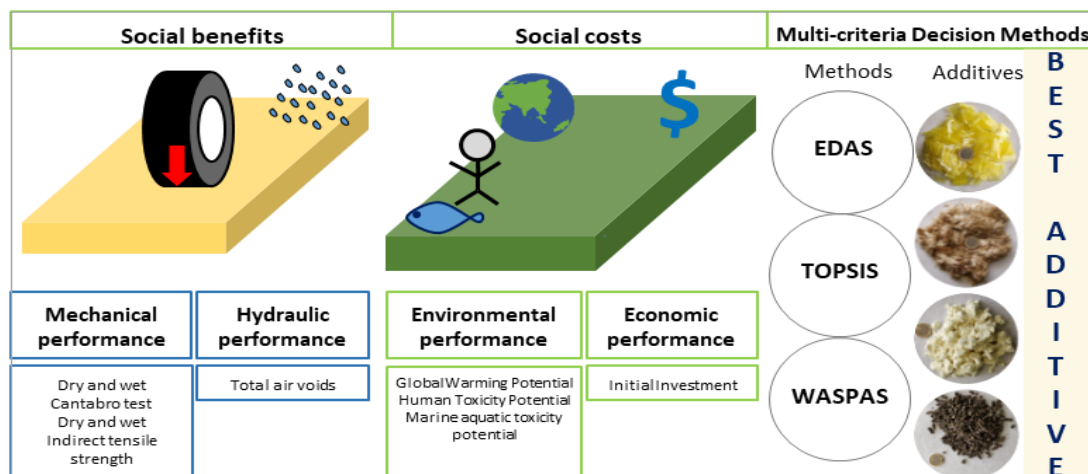 Social benefits
Social costs
Multi-criteria Decision Methods
Methods
Additives
EDAS
TOPSIS
WASPAS
BEST ADDITIVE
$
Mechanical
performance
Hydraulic
performance
Environmental
performance
Economic
performance
Dry and wet
Cantabro test
Dry and wet
Indirect tensile
strength
Total air voids
Global Warming Potential
Human Toxicity Potential
Marine aquatic toxicity
potential
Initial Investment